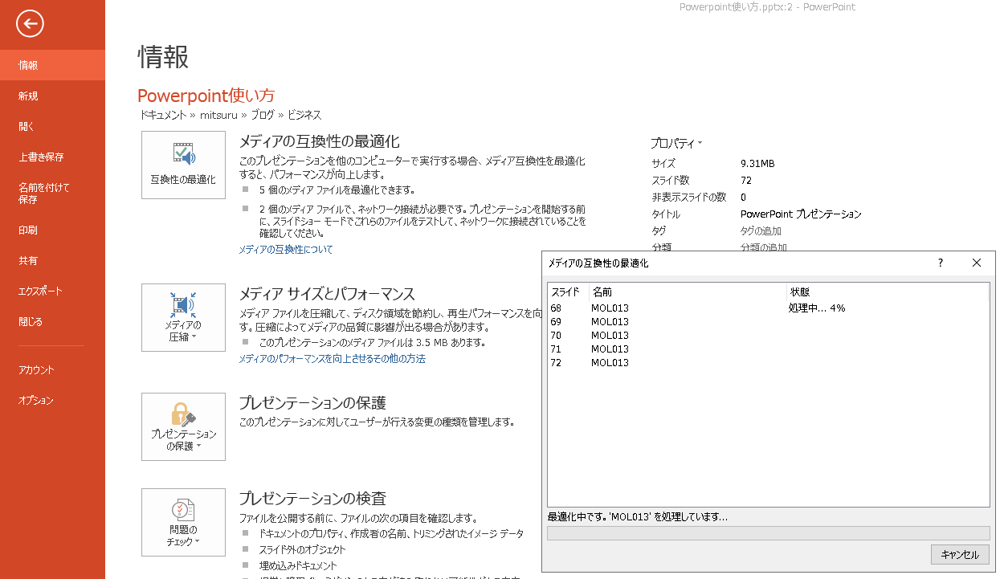 Powerpoint使い方.pptx:2 - PowerPoint
情報
新規
開く
上書き保存
名前を付けて
保存
印刷
共有
エクスポート
閉じる
アカウント
オプション
情報
Powerpoint使い方
ドキュメント » mitsuru » ブログ » ビジネス
互換性の最適化
メディアの互換性の最適化
このプレゼンテーションを他のコンピューターで実行する場合、メディア互換性を最適化
すると、パフォーマンスが向上します。
5 個のメディア ファイルを最適化できます。
2 個のメディア ファイルで、ネットワーク接続が必要です。プレゼンテーションを開始する前
に、スライドショー モードでこれらのファイルをテストして、ネットワークに接続されていることを
確認してください。
メディアの互換性について
メディアの
圧縮
メディア サイズとパフォーマンス
メディア ファイルを圧縮して、ディスク領域を節約し、再生パフォーマンスを向
す。圧縮によってメディアの品質に影響が出る場合があります。
このプレゼンテーションのメディア ファイルは 3.5 MB あります。
メディアのパフォーマンスを向上させるその他の方法
プレゼンテーション
の保護
プレゼンテーションの保護
このプレゼンテーションに対してユーザーが行える変更の種類を管理します。
問題の
チェック
プレゼンテーションの検査
ファイルを公開する前に、ファイルの次の項目を確認します。
ドキュメントのプロパティ、作成者の名前、トリミングされたイメージ データ
スライド外のオブジェクト
埋め込みドキュメント
プロパティ
サイズ 9.31MB
スライド数 72
非表示スライドの数 0
タイトル PowerPoint プレゼンテーション
タグ タグの追加
分類 分類の追加
メディアの互換性の最適化 ?
スライド 名前 状態
68 MOL013 処理中... 4%
69 MOL013
70 MOL013
71 MOL013
72 MOL013
最適化中です。'MOL013' を処理しています...
キャンセル